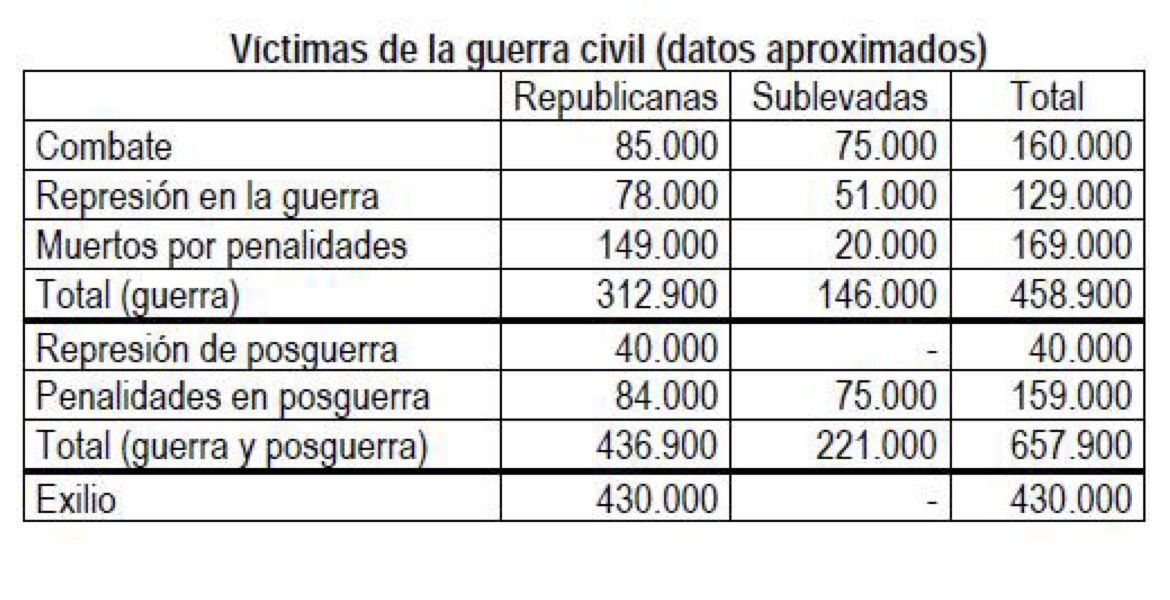 Víctimas de la guerra civil (datos aproximados)
Republicanas Sublevadas Total
Combate 85.000 75.000 160.000
Represión en la guerra 78.000 51.000 129.000
Muertos por penalidades 149.000 20.000 169.000
Total (guerra) 312.900 146.000 458.900
Represión de posguerra 40.000 - 40.000
Penalidades en posguerra 84.000 75.000 159.000
Total (guerra y posguerra) 436.900 221.000 657.900
Exilio 430.000 - 430.000